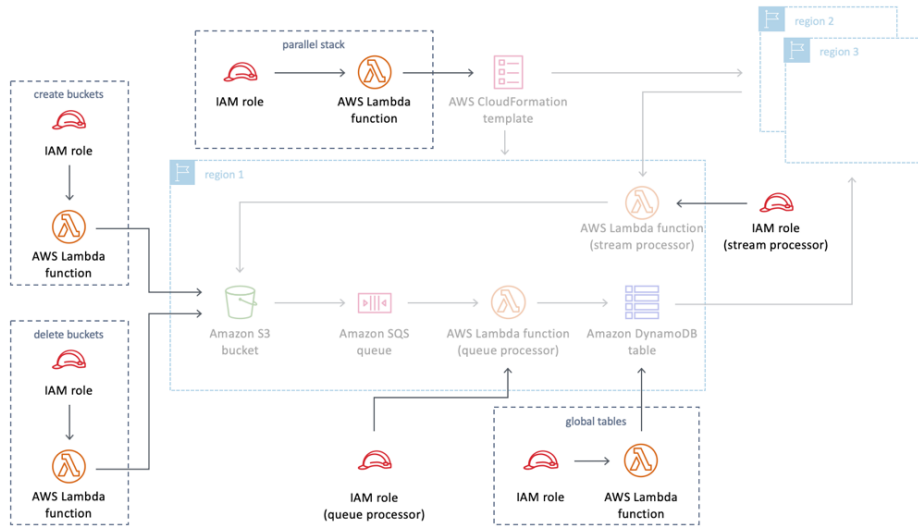 region 2
region 3
parallel stack
IAM role
AWS Lambda
function
AWS CloudFormation
template
create buckets
IAM role
AWS Lambda
function
region 1
AWS Lambda function
(stream processor)
IAM role
(stream processor)
Amazon S3
bucket
Amazon SQS
queue
AWS Lambda function
(queue processor)
Amazon DynamoDB
table
delete buckets
IAM role
AWS Lambda
function
IAM role
(queue processor)
global tables
IAM role
AWS Lambda
function